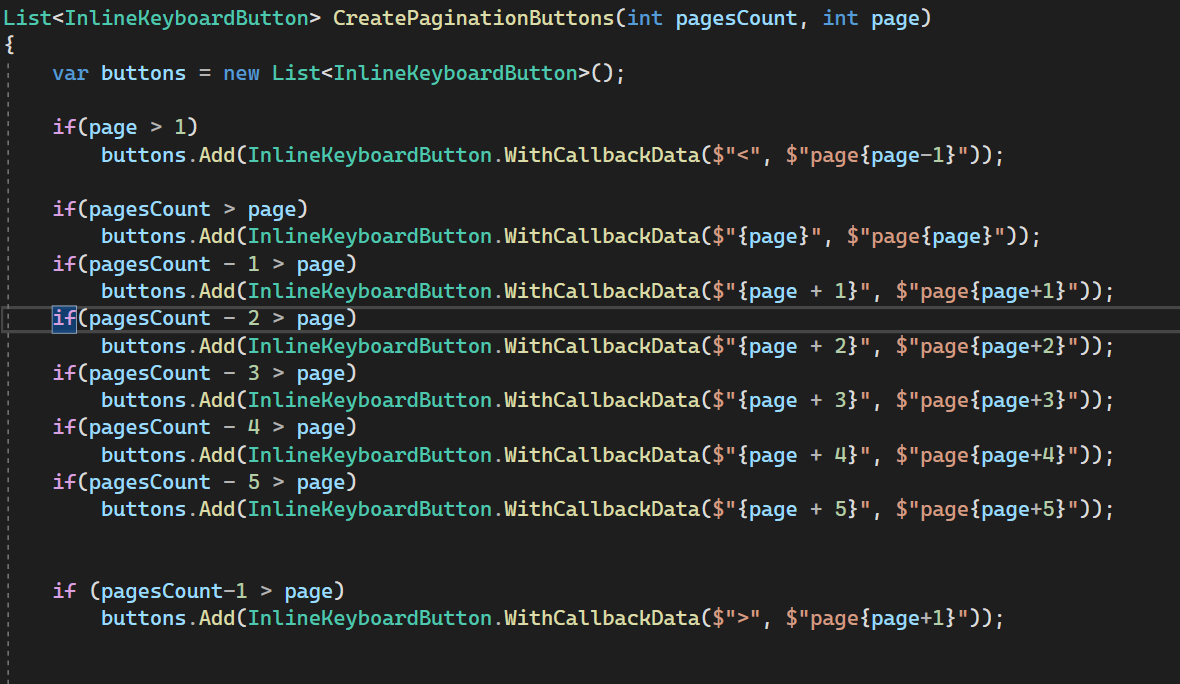 List<InlineKeyboardButton> CreatePaginationButtons(int pagesCount, int page)
{
    var buttons = new List<InlineKeyboardButton>();

    if(page > 1)
        buttons.Add(InlineKeyboardButton.WithCallbackData($"<", $"page{page-1}"));

    if(pagesCount > page)
        buttons.Add(InlineKeyboardButton.WithCallbackData($"{page}", $"page{page}"));
    if(pagesCount - 1 > page)
        buttons.Add(InlineKeyboardButton.WithCallbackData($"{page + 1}", $"page{page+1}"));
    if(pagesCount - 2 > page)
        buttons.Add(InlineKeyboardButton.WithCallbackData($"{page + 2}", $"page{page+2}"));
    if(pagesCount - 3 > page)
        buttons.Add(InlineKeyboardButton.WithCallbackData($"{page + 3}", $"page{page+3}"));
    if(pagesCount - 4 > page)
        buttons.Add(InlineKeyboardButton.WithCallbackData($"{page + 4}", $"page{page+4}"));
    if(pagesCount - 5 > page)
        buttons.Add(InlineKeyboardButton.WithCallbackData($"{page + 5}", $"page{page+5}"));


    if (pagesCount-1 > page)
        buttons.Add(InlineKeyboardButton.WithCallbackData($">", $"page{page+1}"));